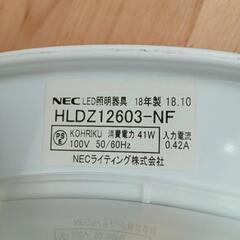 NEC LED照明器具 18年製 18.10
HLDZ12603-NF
PSE KOHRIKU 消費電力 41W 入力電流
100V 50/60Hz 0.42A
NECライティング株式会社